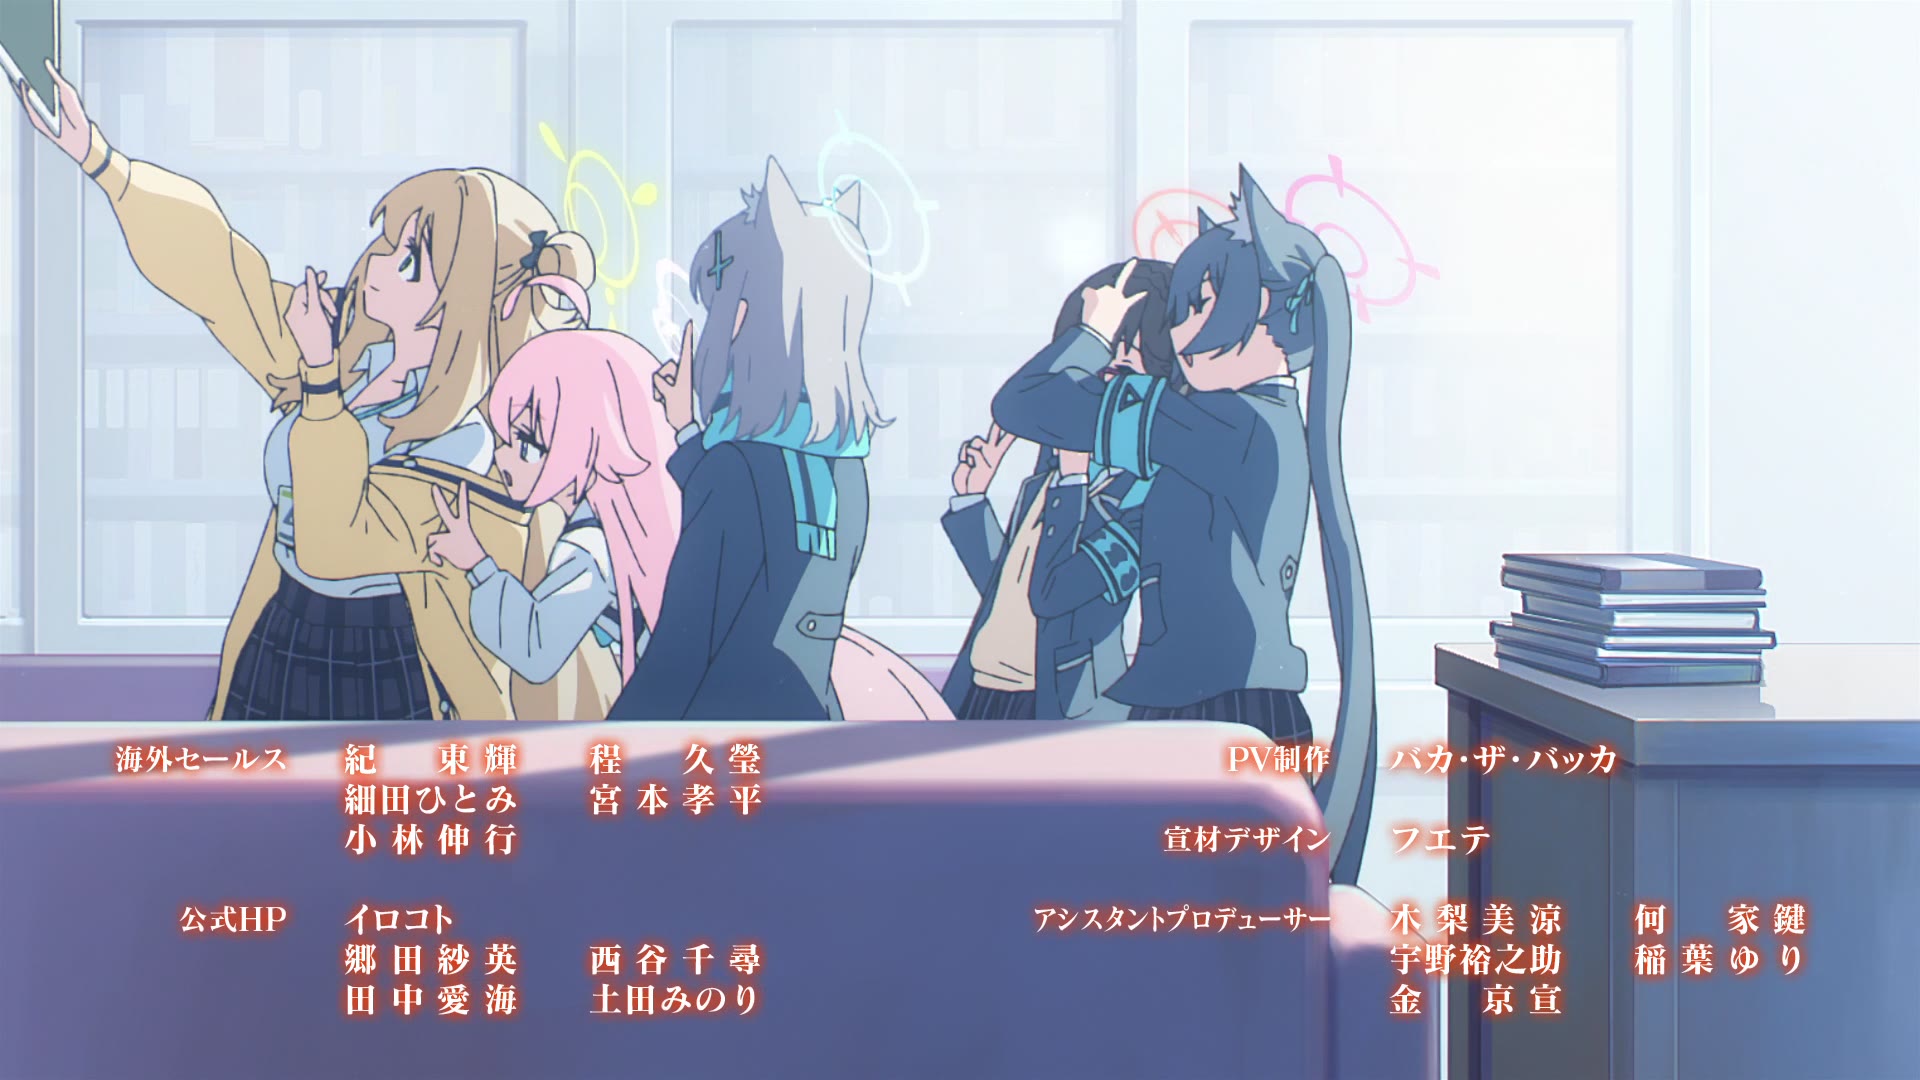 海外セールス 紀東輝 程久瑩
細田ひとみ 宮本孝平
小林伸行
公式HP イロコト
郷田紗英 西谷千尋
田中愛海 土田みのり
PV制作 バカ・ザ・バッカ
宣材デザイン フエテ
アシスタントプロデューサー 木梨美涼 何家鍵
宇野裕之助 稲葉ゆり
金京宣